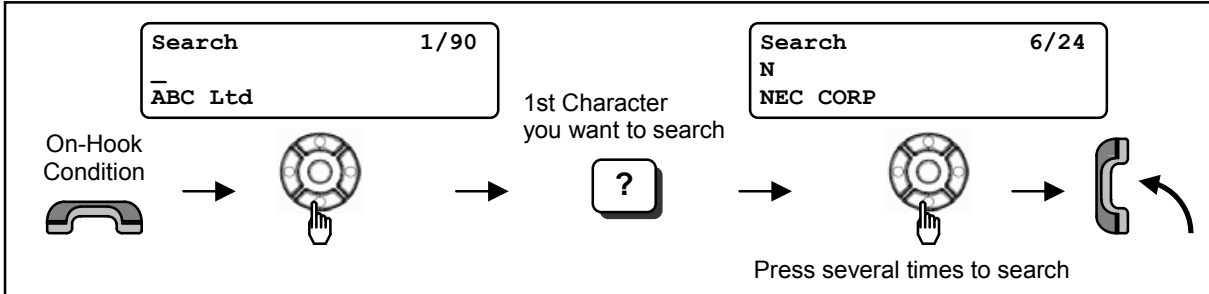 Search 1/90
_
ABC Ltd
On-Hook
Condition
1st Character
you want to search
?
Search 6/24
N
NEC CORP
Press several times to search